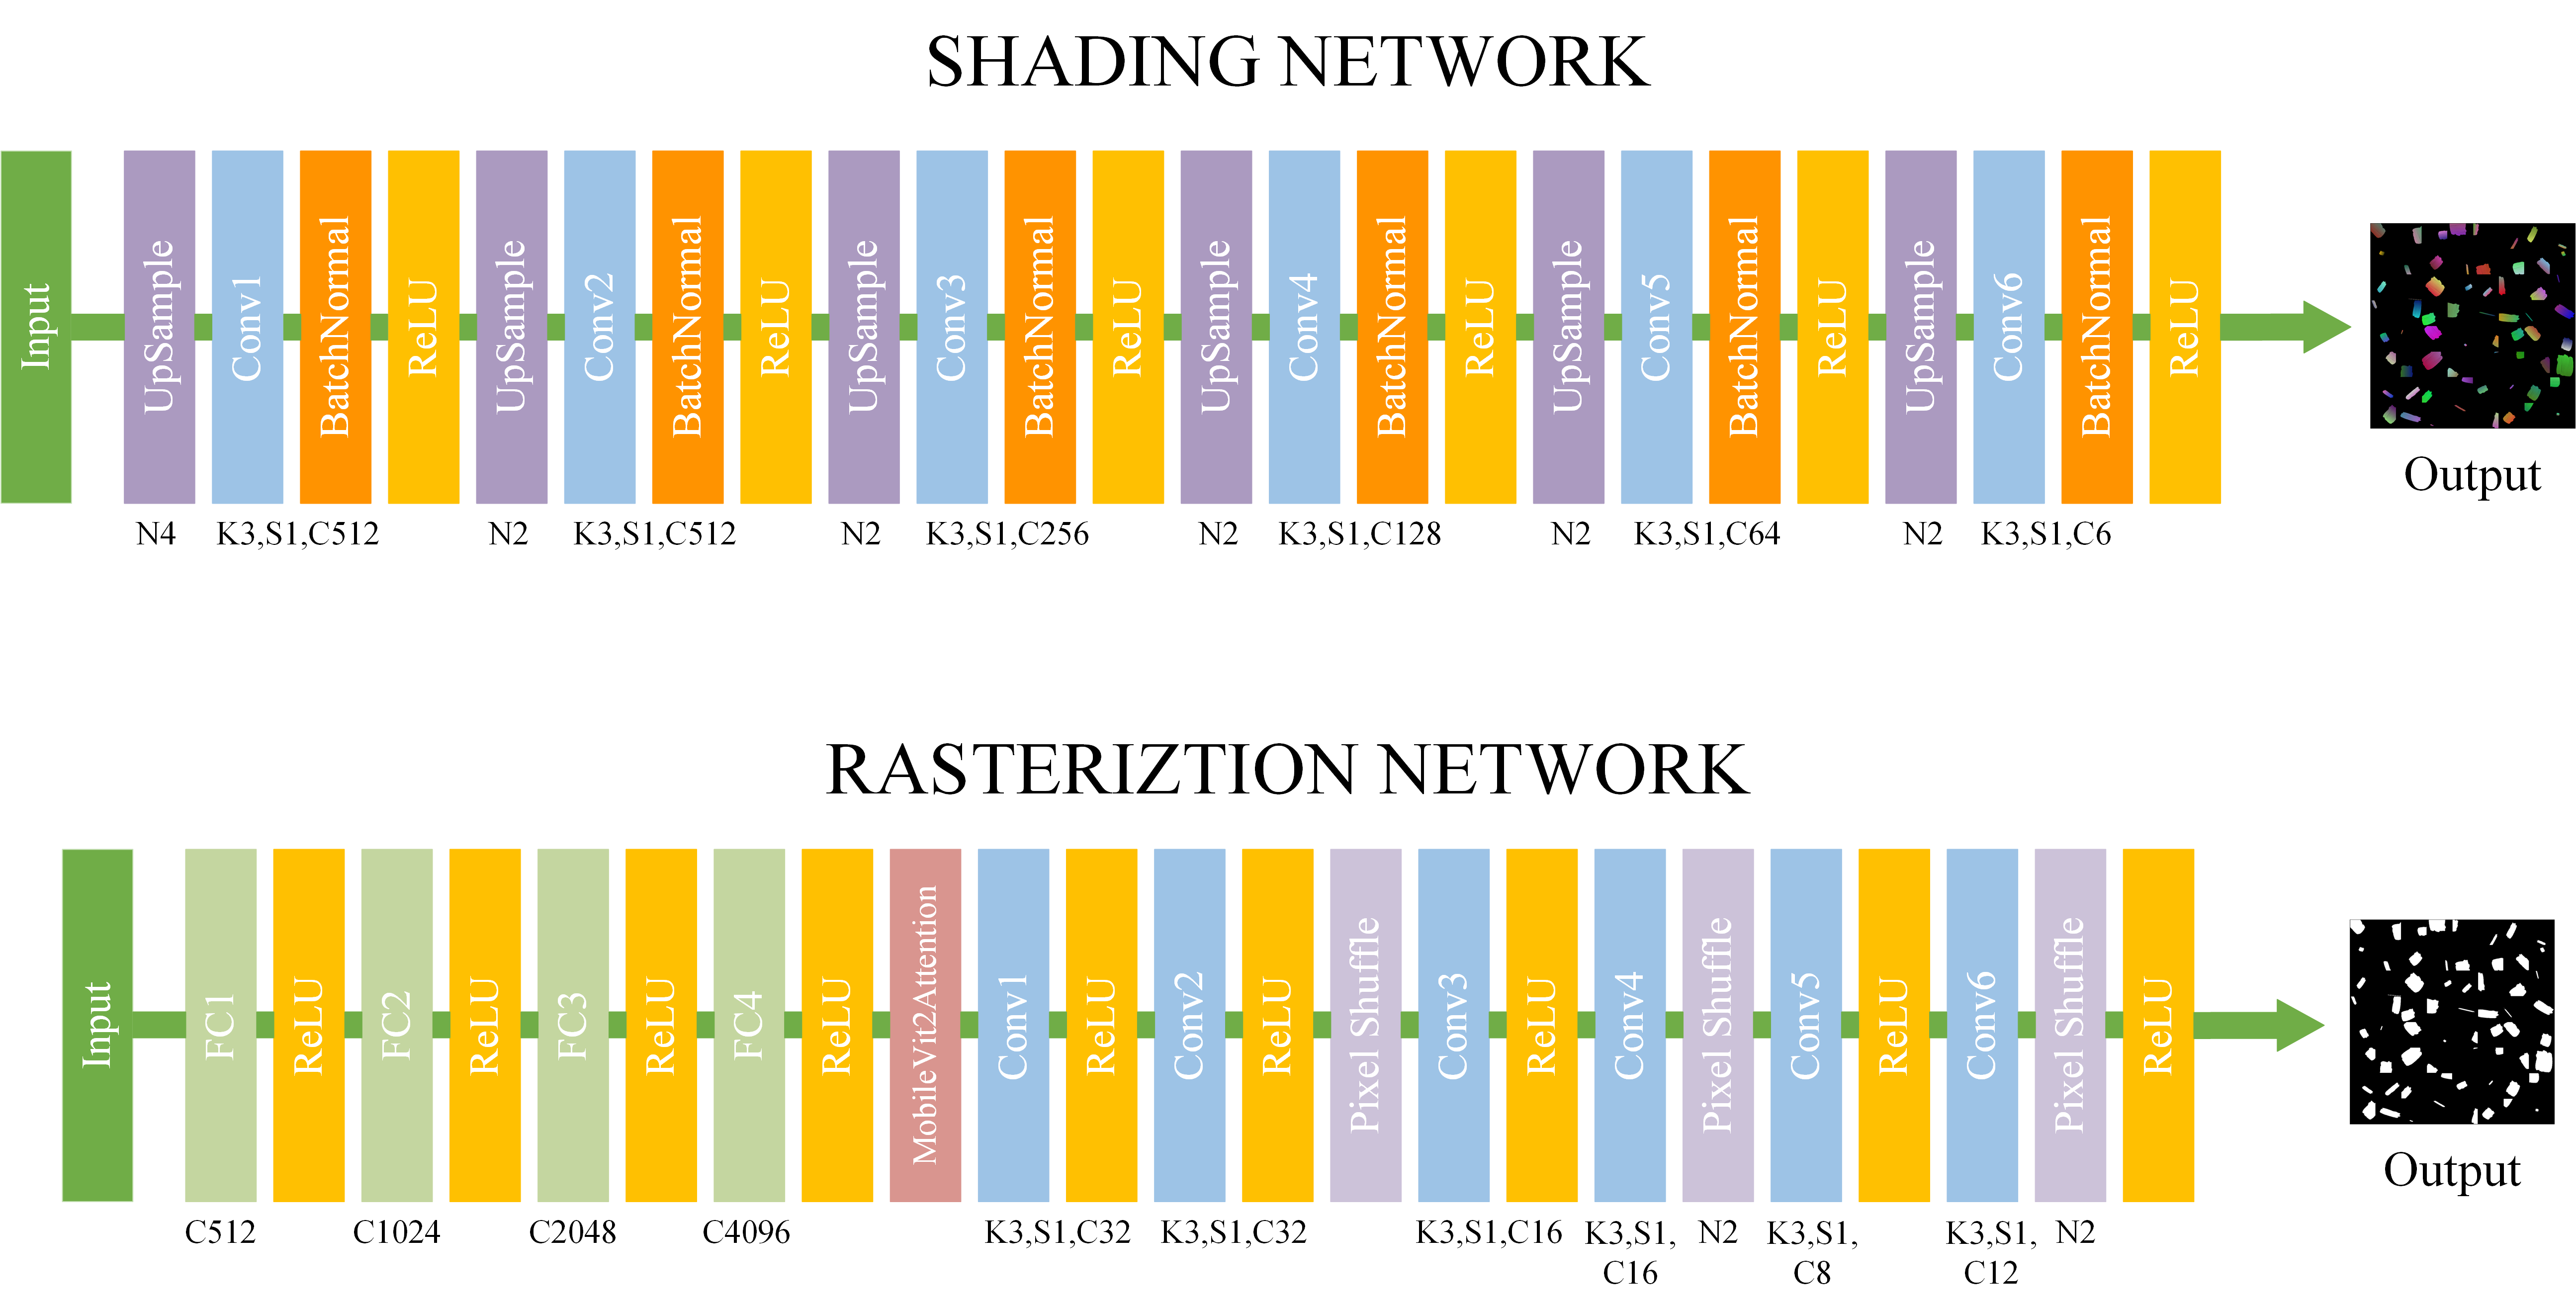 SHADING NETWORK
Input
UpSample
Conv1
BatchNormal
ReLU
UpSample
Conv2
BatchNormal
ReLU
UpSample
Conv3
BatchNormal
ReLU
UpSample
Conv4
BatchNormal
ReLU
UpSample
Conv5
BatchNormal
ReLU
UpSample
Conv6
BatchNormal
ReLU
Output
N4 K3,S1,C512 N2 K3,S1,C512 N2 K3,S1,C256 N2 K3,S1,C128 N2 K3,S1,C64 N2 K3,S1,C6
RASTERIZTION NETWORK
Input
FC1
ReLU
FC2
ReLU
FC3
ReLU
FC4
ReLU
MobileVit2Attention
Conv1
ReLU
Conv2
ReLU
Pixel Shuffle
Conv3
ReLU
Conv4
Pixel Shuffle
Conv5
ReLU
Conv6
Pixel Shuffle
ReLU
Output
C512 C1024 C2048 C4096 K3,S1,C32 K3,S1,C32 K3,S1,C16 K3,S1, N2 K3,S1, K3,S1, N2
C16 C8 C12